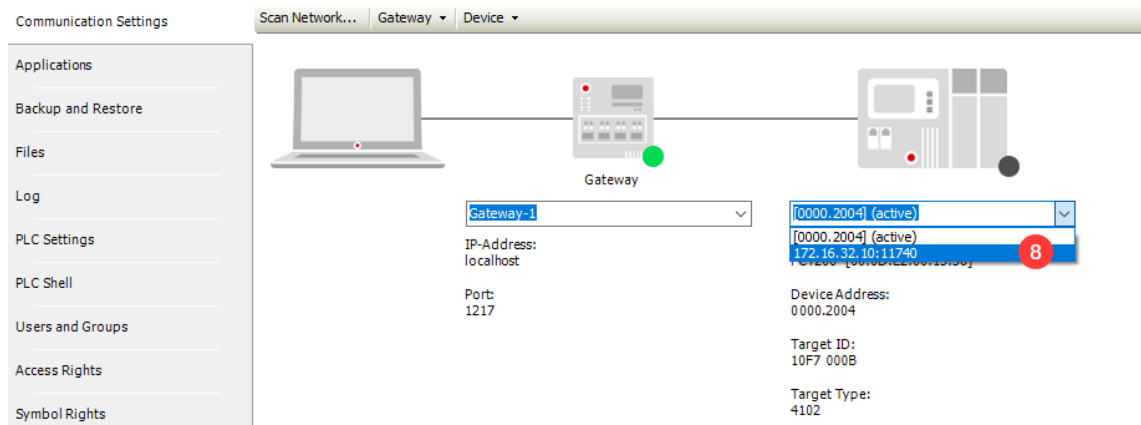 Communication Settings
Scan Network... Gateway Device
Applications
Backup and Restore
Files
Log
PLC Settings
PLC Shell
Users and Groups
Access Rights
Symbol Rights
Gateway
Gateway-1
IP-Address:
localhost
Port:
1217
[0000.2004] (active)
[0000.2004] (active)
172.16.32.10:11740
8
Device Address:
0000.2004
Target ID:
10F7 000B
Target Type:
4102